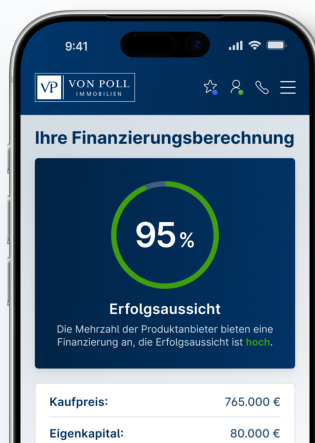 9:41
VP VON POLL
IMMOBILIEN
Ihre Finanzierungsberechnung
95 %
Erfolgsaussicht
Die Mehrzahl der Produktanbieter bieten eine
Finanzierung an, die Erfolgsaussicht ist hoch.
Kaufpreis: 765.000 €
Eigenkapital: 80.000 €